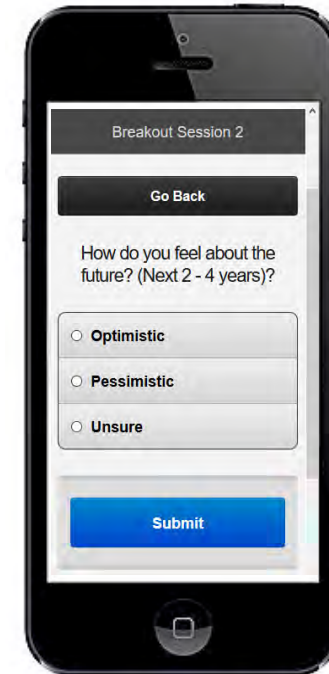 Breakout Session 2
Go Back
How do you feel about the
future? (Next 2 - 4 years)?
Optimistic
Pessimistic
Unsure
Submit